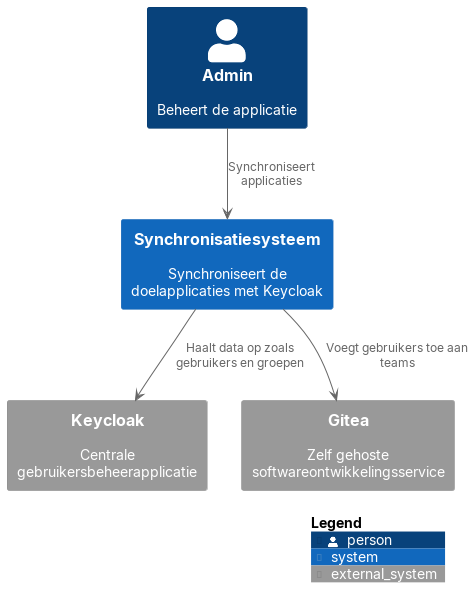 Admin
Beheert de applicatie
Synchroniseert
applicaties
Synchronisatiesysteem
Synchroniseert de
doelapplicaties met Keycloak
Haalt data op zoals
gebruikers en groepen
Voegt gebruikers toe aan
teams
Keycloak
Centrale
gebruikersbeheerapplicatie
Gitea
Zelf gehoste
softwareontwikkelingsservice
Legend
person
system
external_system